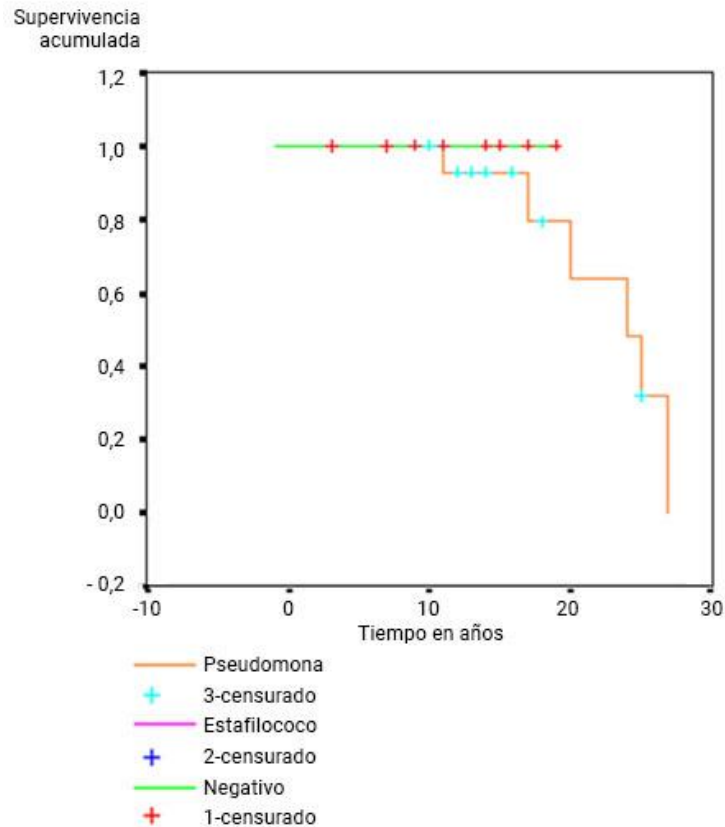 Supervivencia
acumulada
1,2
1,0
0,8
0,6
0,4
0,2
0,0
- 0,2
-10 0 10 20 30
Tiempo en años
Pseudomona
3-censurado
Estafilococo
2-censurado
Negativo
1-censurado